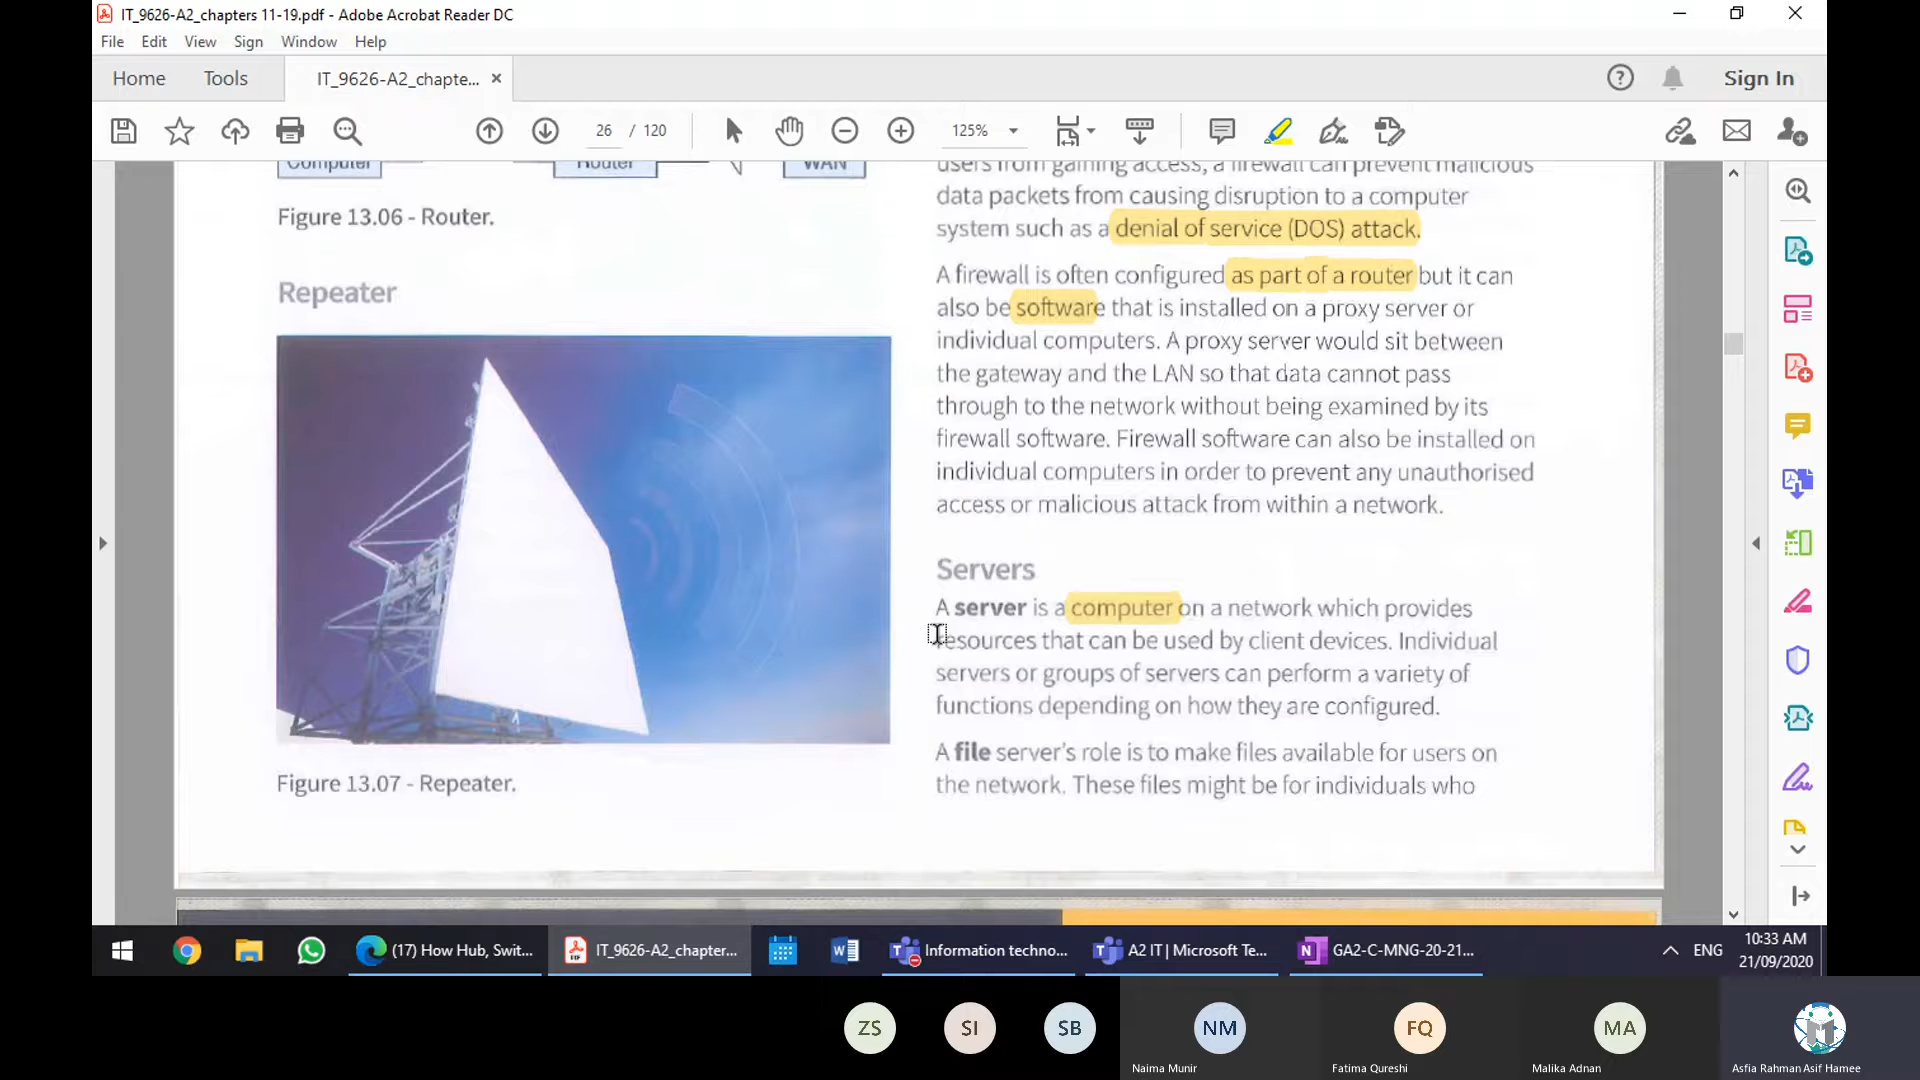 IT_9626-A2_chapters 11-19.pdf - Adobe Acrobat Reader DC
File Edit View Sign Window Help
Home Tools IT_9626-A2_chapte... × Sign In
26 / 120 125%
Computer Router WAN
Figure 13.06 - Router.
Repeater
Figure 13.07 - Repeater.
users from gaining access, a firewall can prevent malicious
data packets from causing disruption to a computer
system such as a denial of service (DOS) attack.
A firewall is often configured as part of a router but it can
also be software that is installed on a proxy server or
individual computers. A proxy server would sit between
the gateway and the LAN so that data cannot pass
through to the network without being examined by its
firewall software. Firewall software can also be installed on
individual computers in order to prevent any unauthorised
access or malicious attack from within a network.
Servers
A server is a computer on a network which provides
resources that can be used by client devices. Individual
servers or groups of servers can perform a variety of
functions depending on how they are configured.
A file server's role is to make files available for users on
the network. These files might be for individuals who
(17) How Hub, Swit... IT_9626-A2_chapter... Information techno... A2 IT | Microsoft Te... GA2-C-MNG-20-21... ENG 10:33 AM
21/09/2020
ZS SI SB NM FQ MA
Naima Munir Fatima Qureshi Malika Adnan Asfia Rahman Asif Hamee